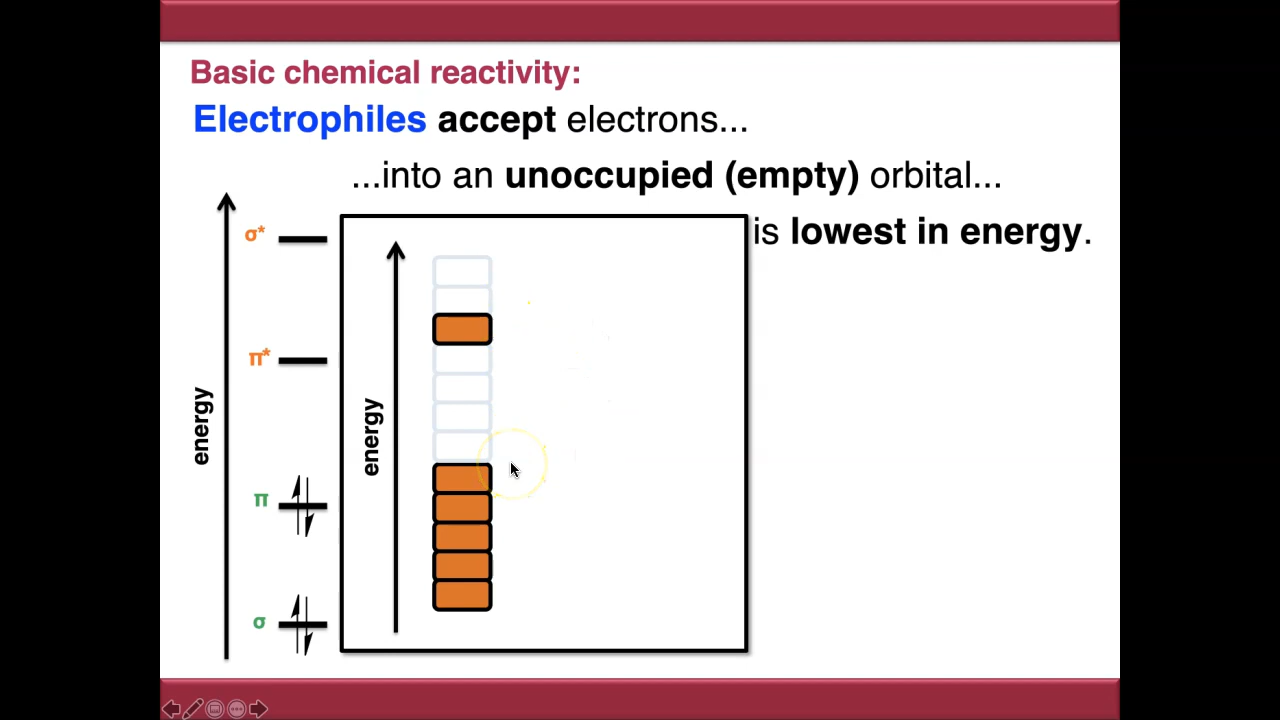 Basic chemical reactivity:
Electrophiles accept electrons...
...into an unoccupied (empty) orbital...
is lowest in energy.
σ*
π*
energy
energy
π
σ